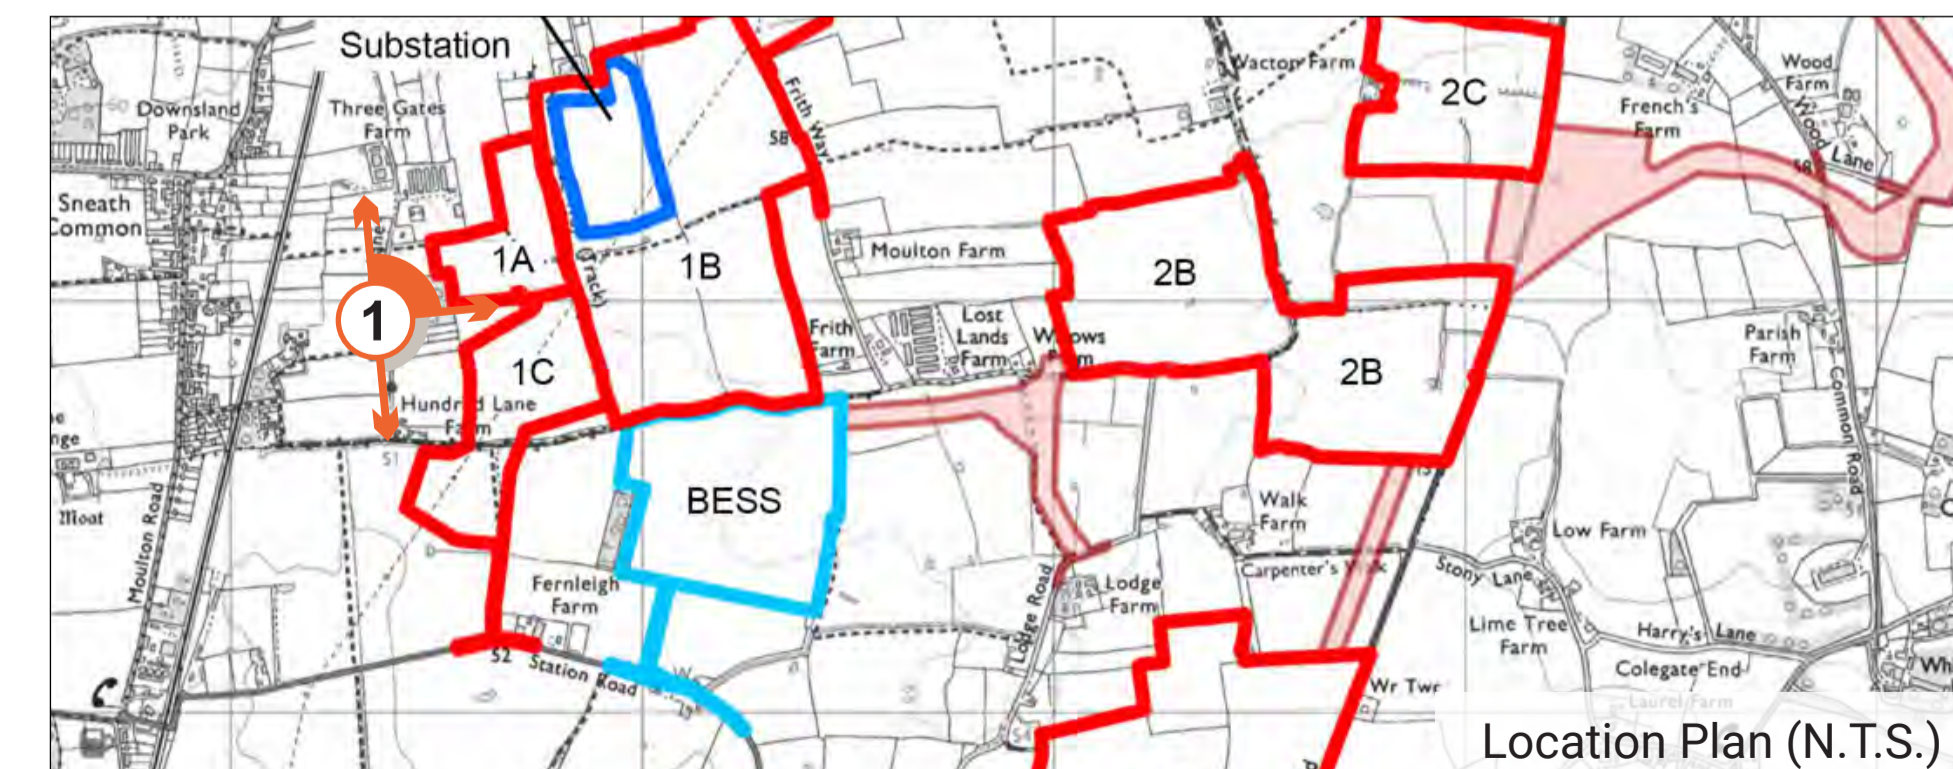 Substation
Downsland
Park
Three Gates
Farm
Sneath
Common
Frith Way
58
Wacton Farm
2C
French's
Farm
Wood
Farm
Wood
Lane
58
1A
(Track)
1B
Moulton Farm
2B
1
Frith
Farm
Lost
Lands
Farm
1C
Hundred Lane
Farm
51
2B
Parish
Farm
Common Road
Moat
Moulton Road
BESS
Walk
Farm
Low Farm
Fernleigh
Farm
Lodge Road
Lodge
Farm
Carpenter's
Stony Lane
Lime Tree
Farm
Harry's Lane
Colegate End
52
Station Road
W
Wr Twr
Laurel Farm
54
Location Plan (N.T.S.)